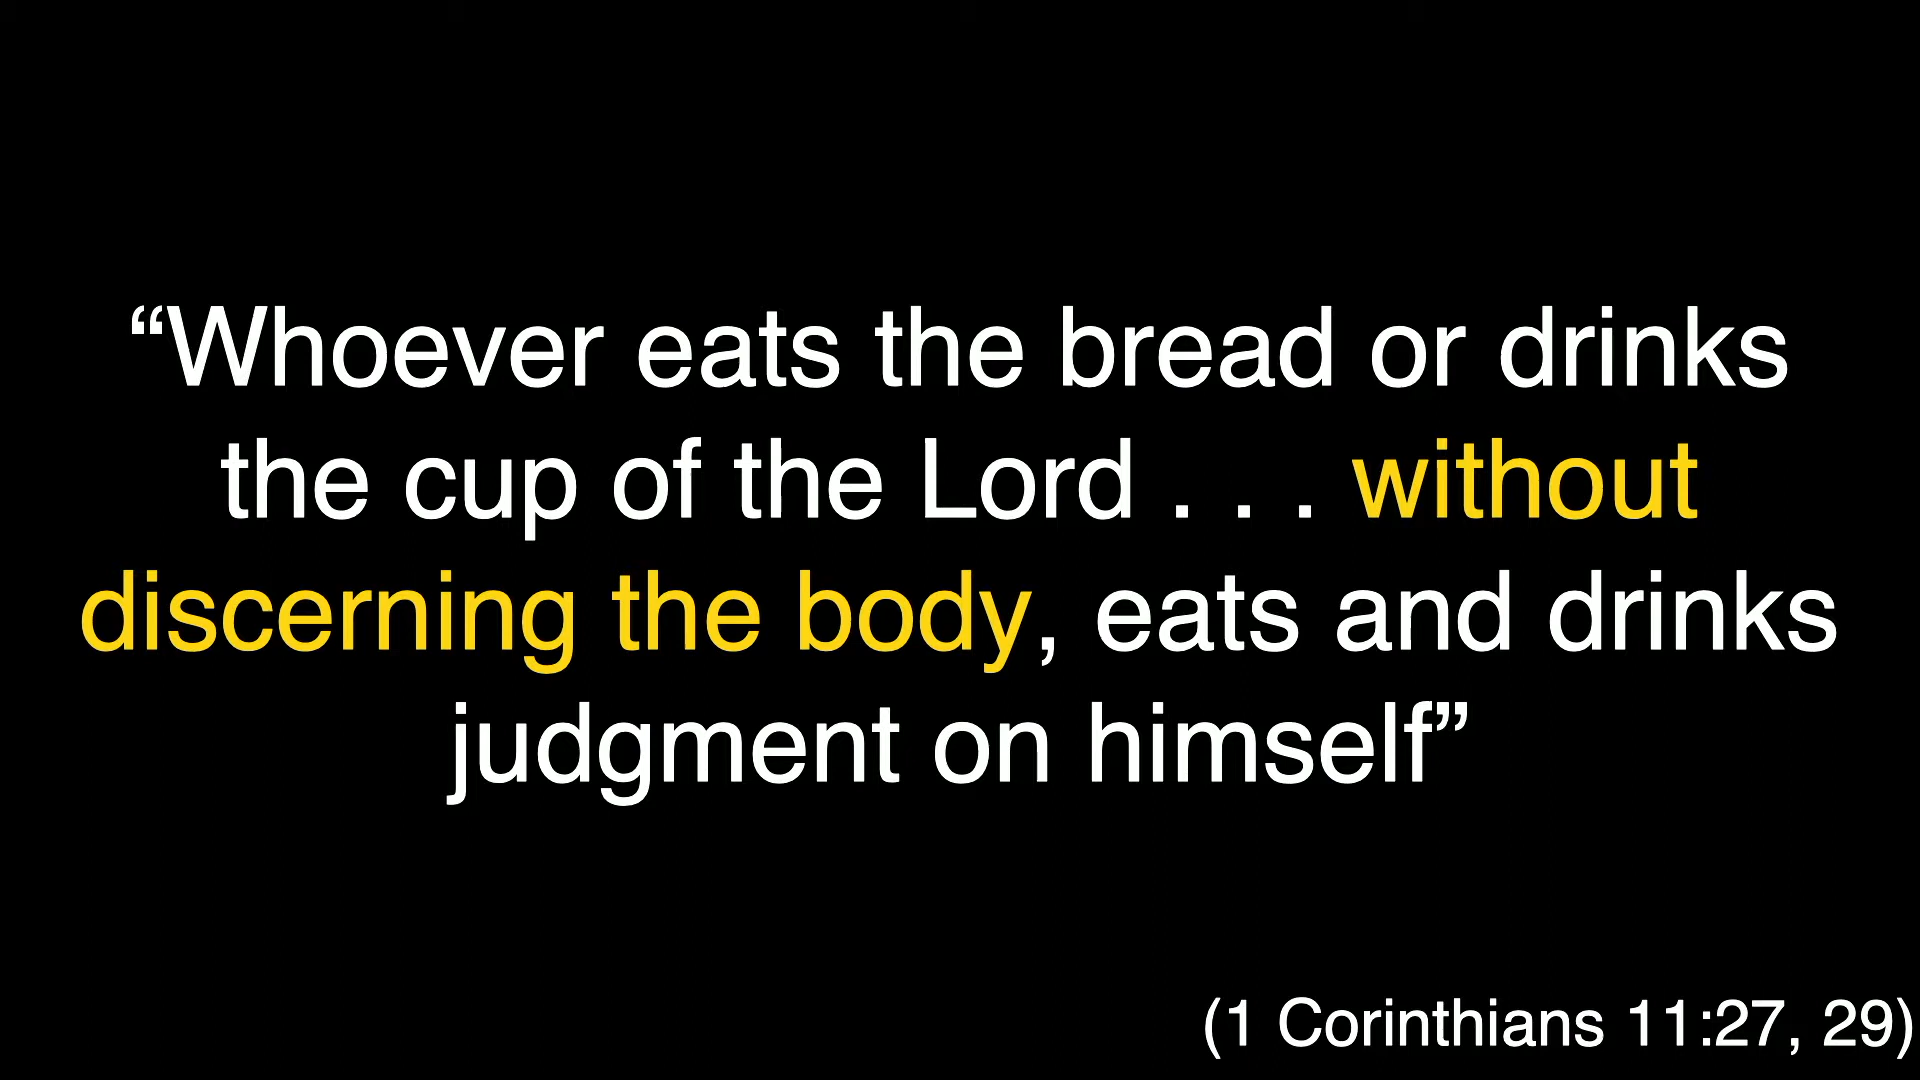 “Whoever eats the bread or drinks
the cup of the Lord . . . without
discerning the body, eats and drinks
judgment on himself”
(1 Corinthians 11:27, 29)